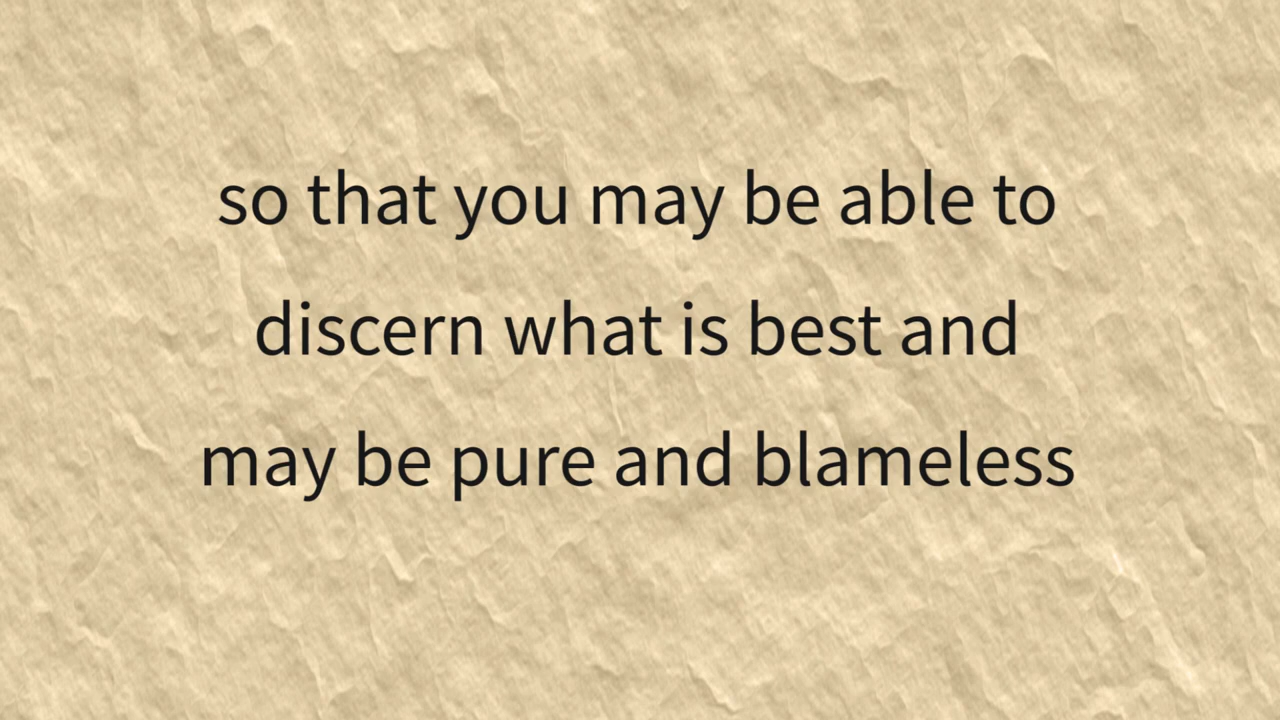 so that you may be able to
discern what is best and
may be pure and blameless